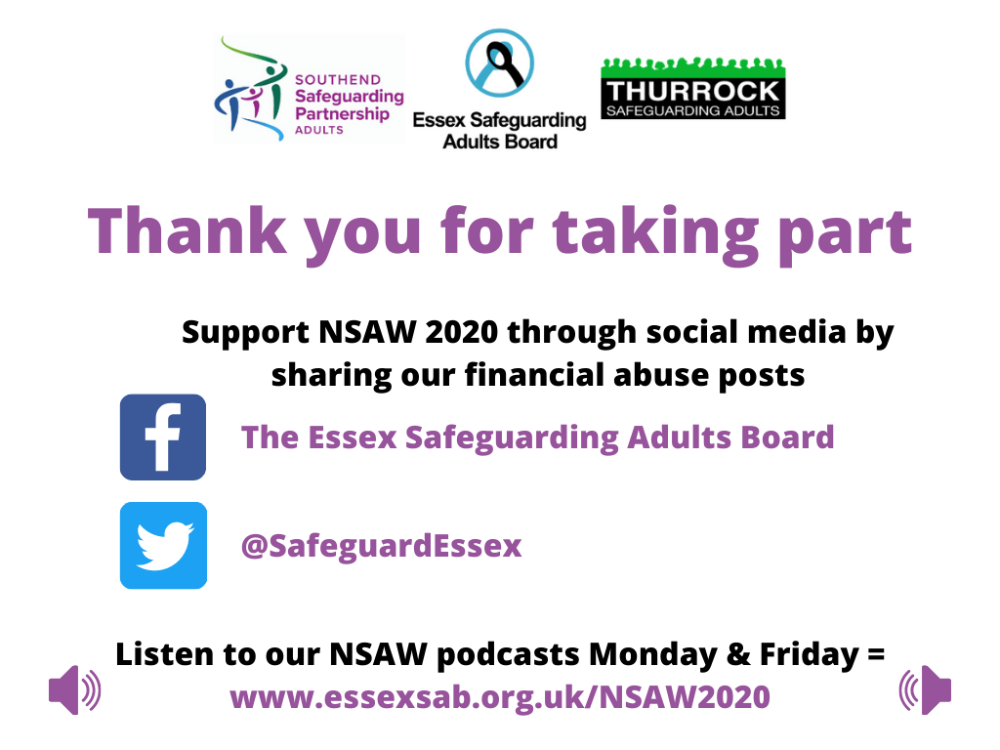 SOUTHEND
Safeguarding
Partnership
ADULTS
Essex Safeguarding
Adults Board
THURROCK
SAFEGUARDING ADULTS
Thank you for taking part
Support NSAW 2020 through social media by
sharing our financial abuse posts
The Essex Safeguarding Adults Board
@SafeguardEssex
Listen to our NSAW podcasts Monday & Friday =
www.essexsab.org.uk/NSAW2020